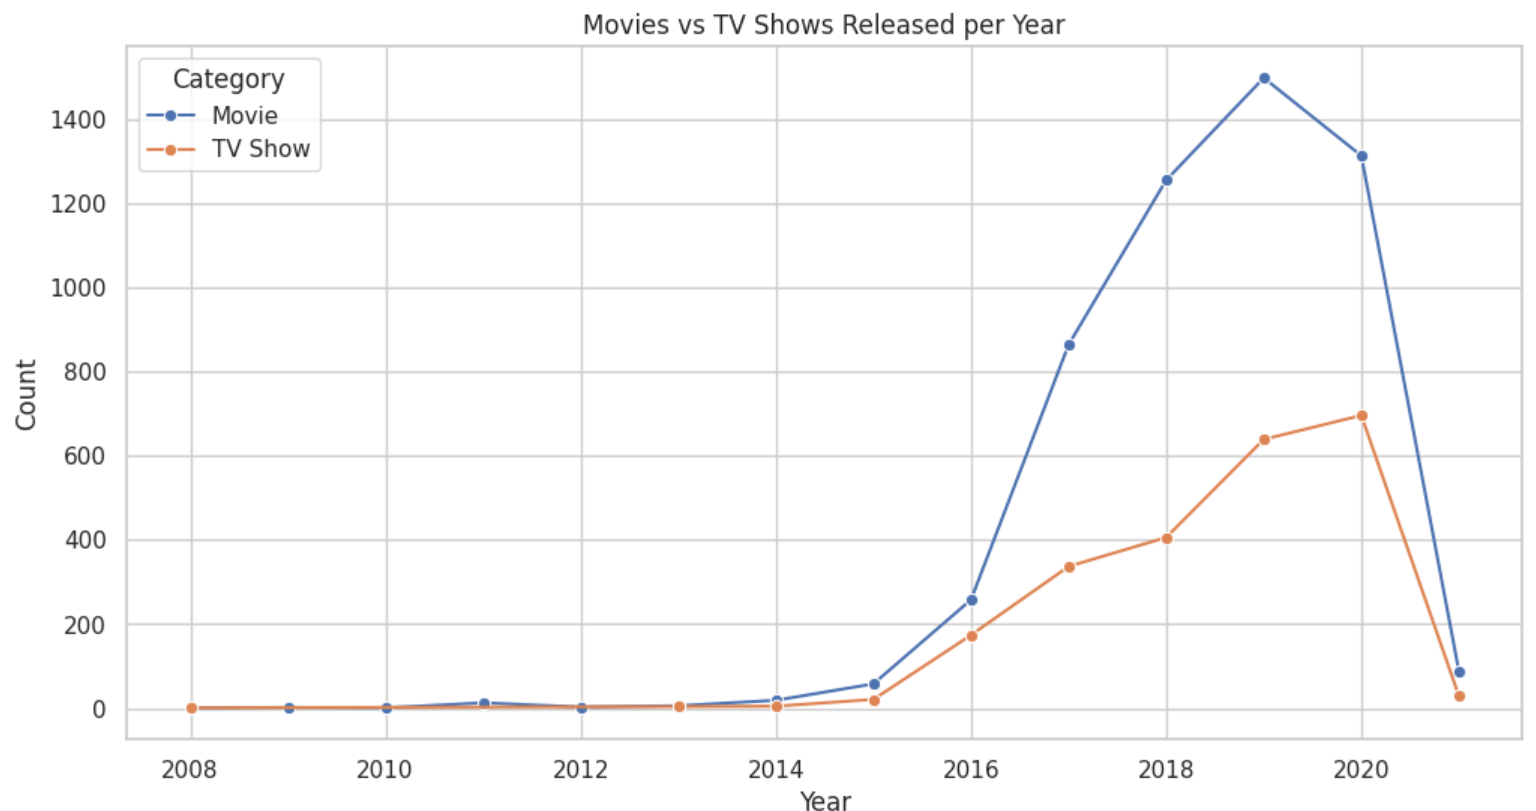 Movies vs TV Shows Released per Year
Category
Movie
TV Show
1400
1200
1000
800
600
400
200
0
Count
2008 2010 2012 2014 2016 2018 2020
Year